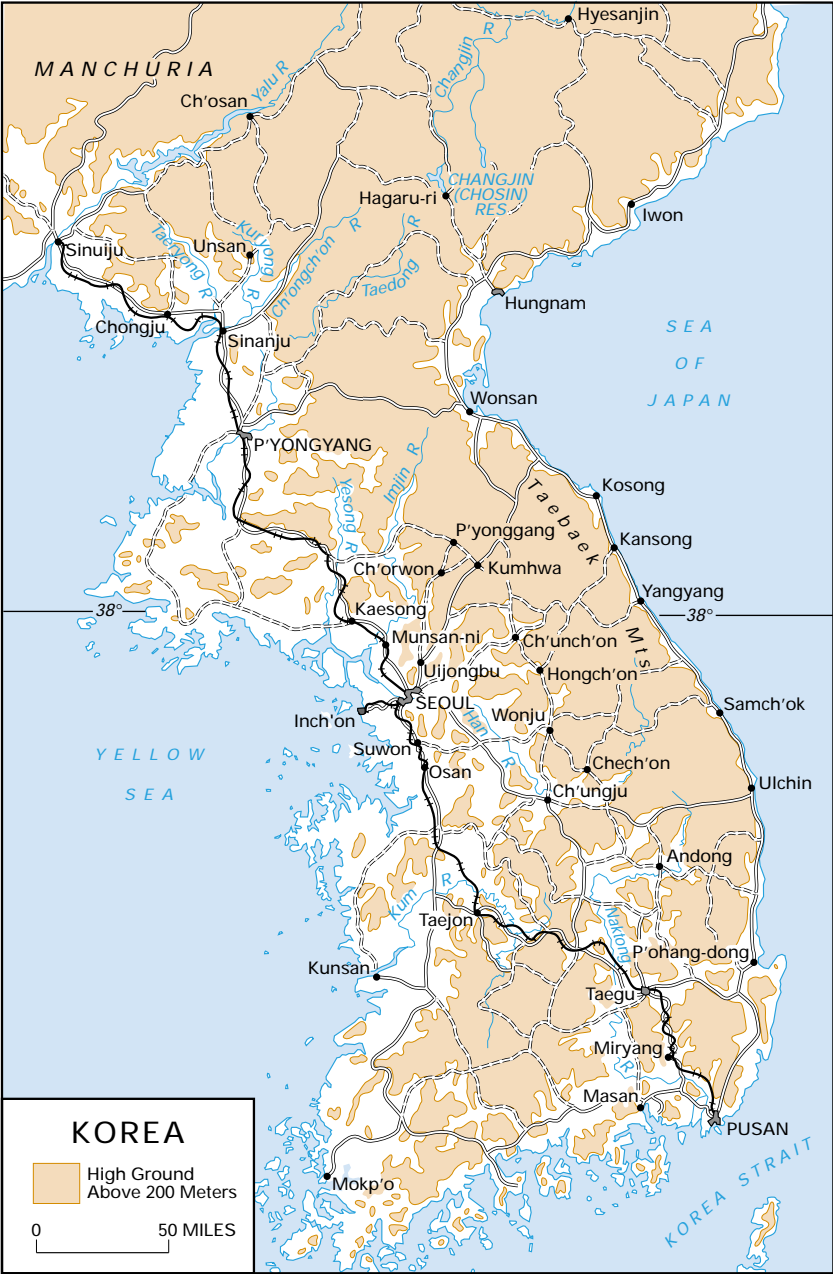 Hyesanjin
R
Changjin
MANCHURIA
Yalu R
Ch'osan
CHANGJIN
(CHOSIN)
RES
Hagaru-ri
Iwon
Sinuiju
Taeryong R
Unsan
Kuryong
R
Ch'ongch'on R
Taedong R
Hungnam
Chongju
Sinanju
SEA
OF
JAPAN
Wonsan
P'YONGYANG
Imjin R
Yesong R
Kosong
Taebaek
Mts
P'yonggang
Kansong
Ch'orwon
Kumhwa
Yangyang
38°
38°
Kaesong
Munsan-ni
Ch'unch'on
Uijongbu
Hongch'on
SEOUL
Inch'on
Han
R
Wonju
Samch'ok
Suwon
YELLOW
SEA
Osan
Chech'on
Ch'ungju
Ulchin
Andong
Kum
R
Taejon
Naktong
R
P'ohang-dong
Kunsan
Taegu
Miryang
Masan
PUSAN
KOREA STRAIT
Mokp'o
KOREA
High Ground
Above 200 Meters
0
50 MILES